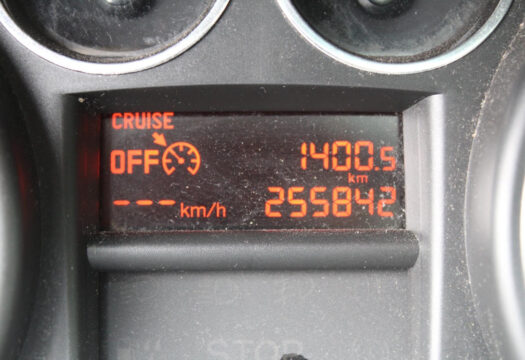 CRUISE
OFF 1400.5
km
--- km/h 255842
STOP